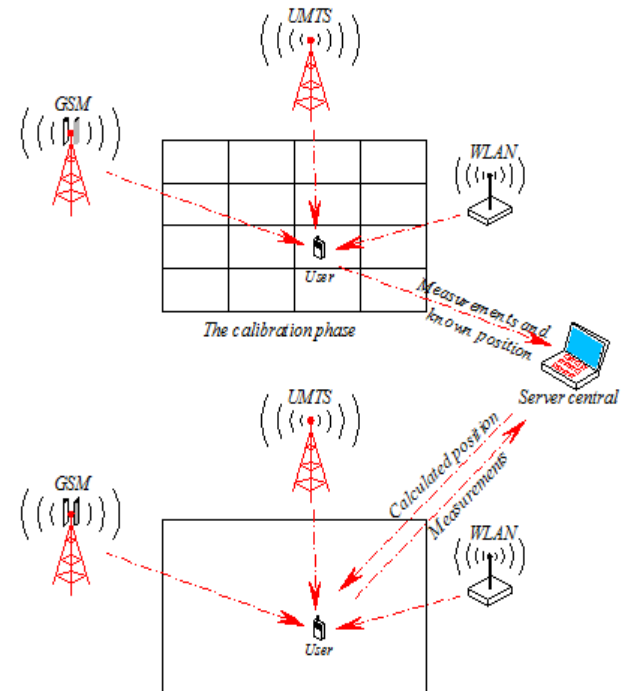 UMTS
GSM
WLAN
User
Measurements and
known position
The calibration phase
Server central
UMTS
Calculated position
Measurements
GSM
WLAN
User